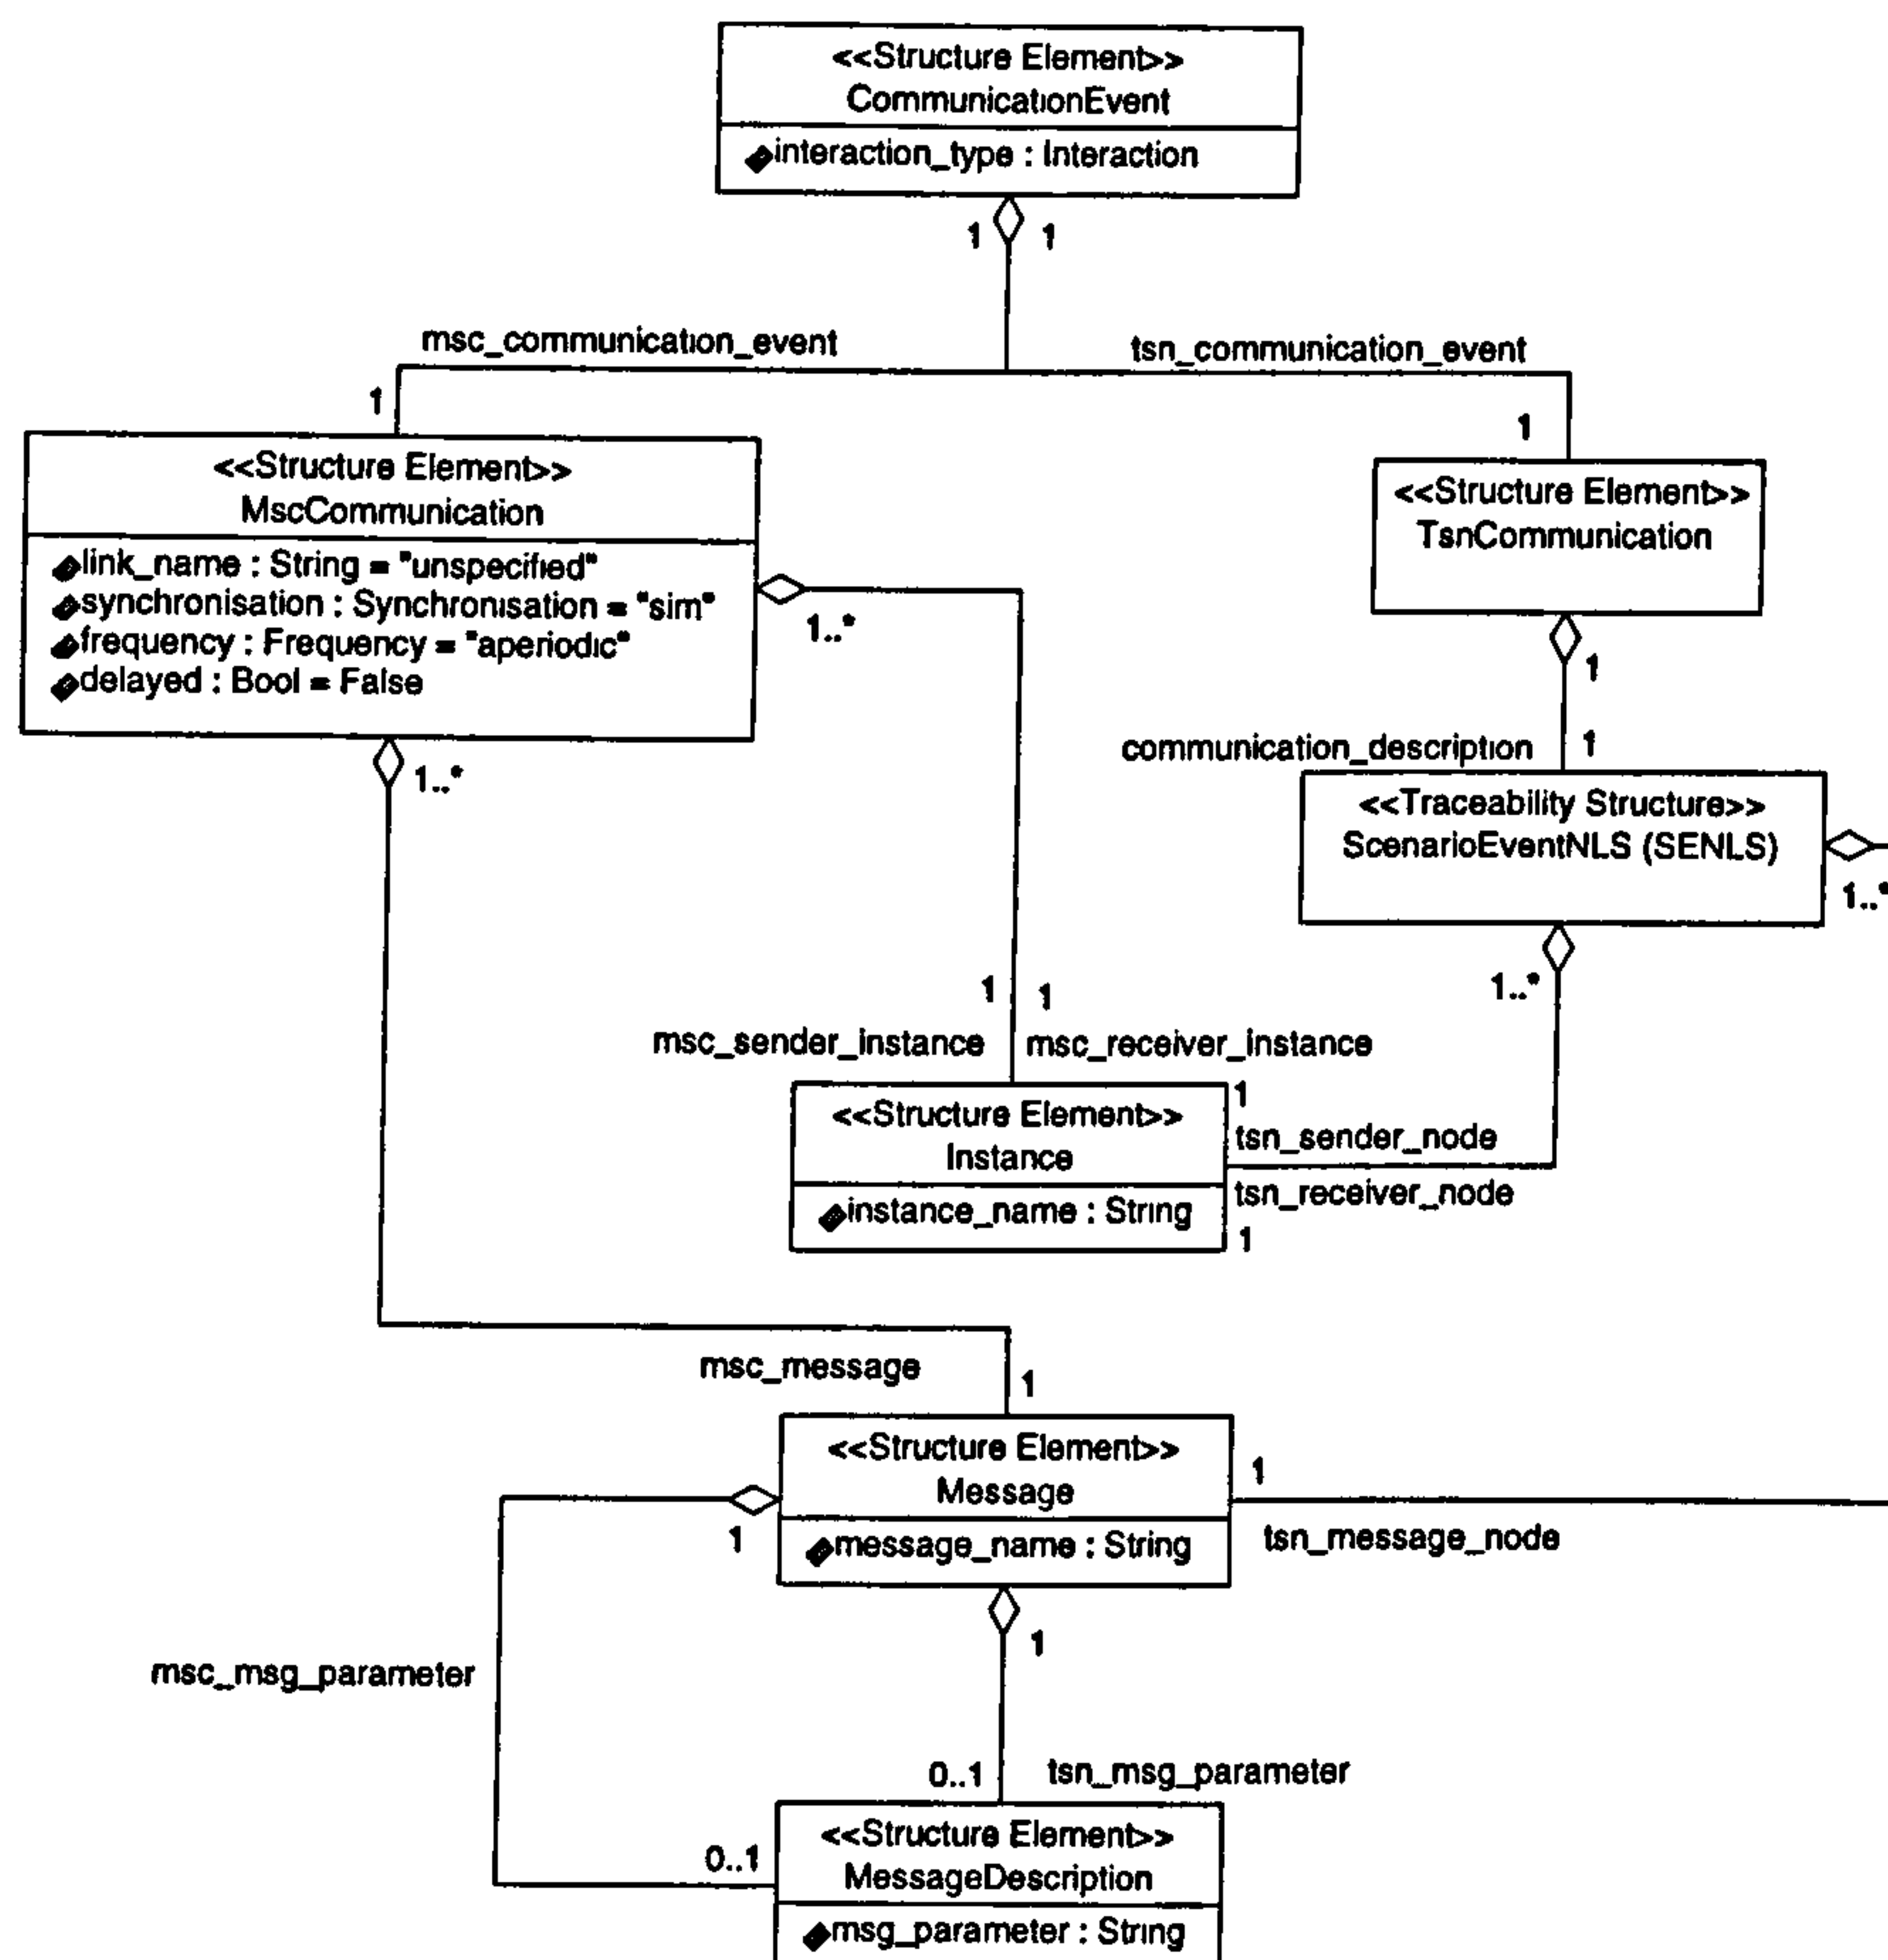 <<Structure Element>>
CommunicationEvent
interaction_type : Interaction
1 1
msc_communication_event
tsn_communication_event
1
1
<<Structure Element>>
MscCommunication
link_name : String = "unspecified"
synchronisation : Synchronisation = "sim"
frequency : Frequency = "aperiodic"
delayed : Bool = False
1..*
1..*
<<Structure Element>>
TsnCommunication
1
communication_description
1
<<Traceability Structure>>
ScenarioEventNLS (SENLS)
1..*
1..*
1 1
msc_sender_instance
msc_receiver_instance
<<Structure Element>>
Instance
instance_name : String
1
tsn_sender_node
tsn_receiver_node
1
msc_message
1
<<Structure Element>>
Message
message_name : String
1
tsn_message_node
1
1
msc_msg_parameter
0..1
tsn_msg_parameter
0..1
<<Structure Element>>
MessageDescription
msg_parameter : String